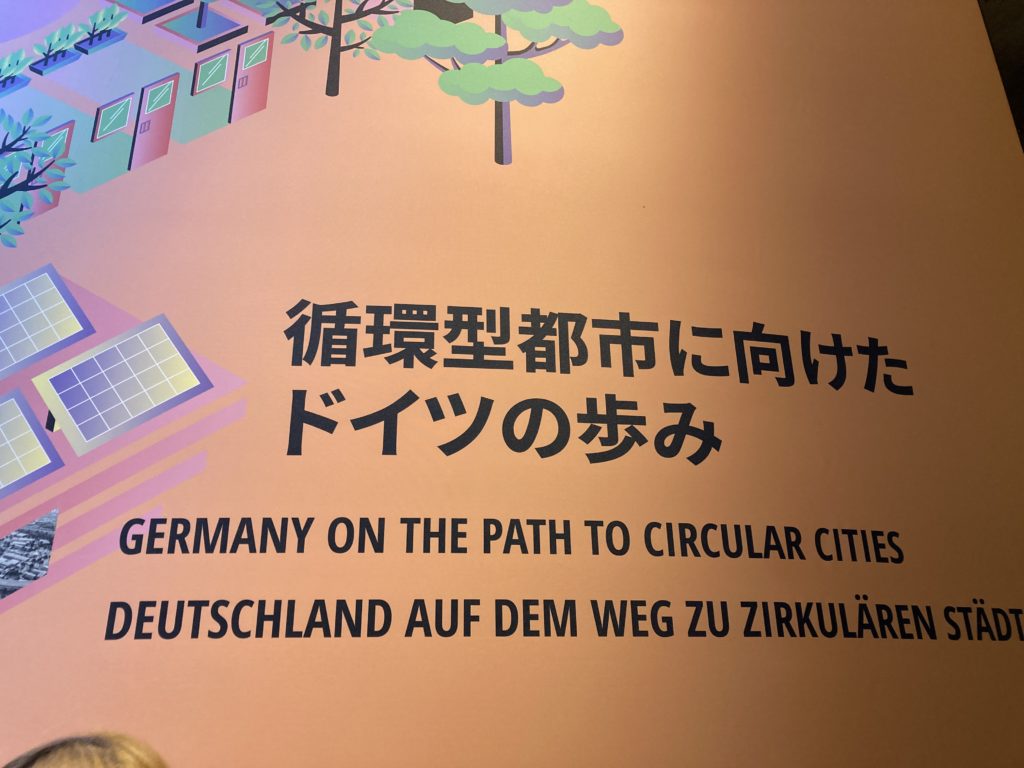 循環型都市に向けた
ドイツの歩み
GERMANY ON THE PATH TO CIRCULAR CITIES
DEUTSCHLAND AUF DEM WEG ZU ZIRKULÄREN STÄDT